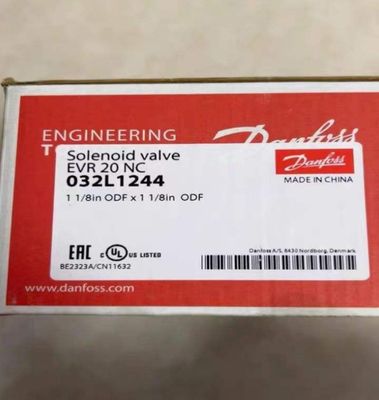 ENGINEERING
Danfoss
Solenoid valve
EVR 20 NC
032L1244
1 1/8in ODF x 1 1/8in ODF
Danfoss
MADE IN CHINA
EAC
C UL US LISTED
BE2323A/CN11632
Danfoss A/S, 6430 Nordborg, Denmark
www.danfoss.com